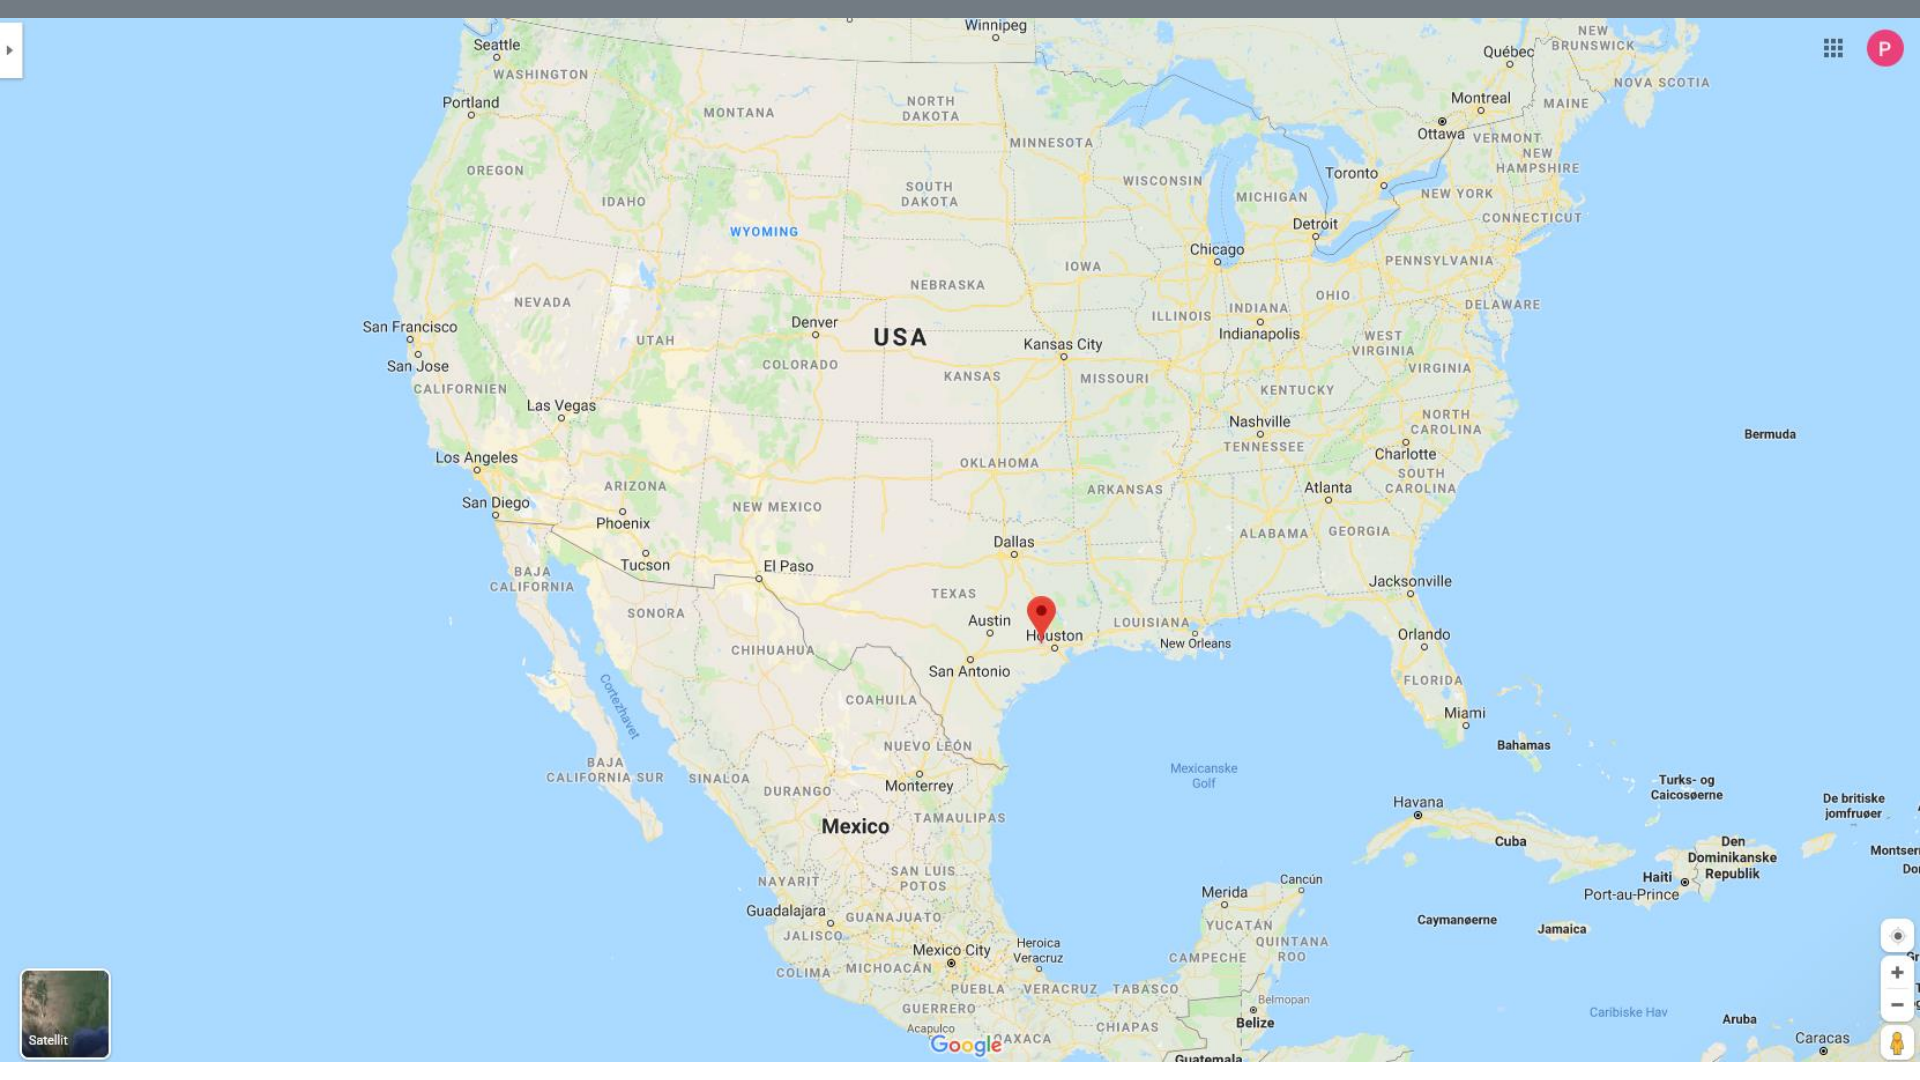 Winnipeg
Seattle
WASHINGTON
Québec
NEW
BRUNSWICK
P
NOVA SCOTIA
Portland
MONTANA
NORTH
DAKOTA
Montreal
MAINE
MINNESOTA
Ottawa
VERMONT
NEW
HAMPSHIRE
OREGON
Toronto
WISCONSIN
SOUTH
DAKOTA
MICHIGAN
NEW YORK
IDAHO
CONNECTICUT
WYOMING
Detroit
Chicago
PENNSYLVANIA
IOWA
NEBRASKA
OHIO
NEVADA
INDIANA
DELAWARE
ILLINOIS
San Francisco
Denver
Indianapolis
USA
UTAH
Kansas City
WEST
VIRGINIA
San Jose
COLORADO
KANSAS
MISSOURI
VIRGINIA
CALIFORNIEN
KENTUCKY
Las Vegas
Nashville
NORTH
CAROLINA
Bermuda
TENNESSEE
Charlotte
Los Angeles
OKLAHOMA
SOUTH
CAROLINA
ARIZONA
ARKANSAS
Atlanta
San Diego
NEW MEXICO
Phoenix
ALABAMA
GEORGIA
Dallas
Tucson
El Paso
BAJA
CALIFORNIA
Jacksonville
TEXAS
SONORA
Austin
LOUISIANA
Houston
Orlando
New Orleans
CHIHUAHUA
San Antonio
FLORIDA
Cortezhavet
COAHUILA
Miami
NUEVO LEÓN
Bahamas
BAJA
CALIFORNIA SUR
SINALOA
Mexicanske
Golf
Turks- og
Caicosøerne
Monterrey
DURANGO
Havana
De britiske
jomfruøer
TAMAULIPAS
Mexico
Cuba
Den
Dominikanske
Republik
Montser
SAN LUIS
POTOS
Haiti
Do
NAYARIT
Cancún
Merida
Port-au-Prince
Guadalajara
GUANAJUATO
YUCATÁN
Caymanøerne
Jamaica
JALISCO
QUINTANA
ROO
Mexico City
Heroica
Veracruz
CAMPECHE
COLIMA
MICHOACÁN
PUEBLA
VERACRUZ
TABASCO
Belmopan
GUERRERO
Belize
Caribiske Hav
Aruba
Acapulco
CHIAPAS
Satellit
Google
OAXACA
Caracas
Guatemala